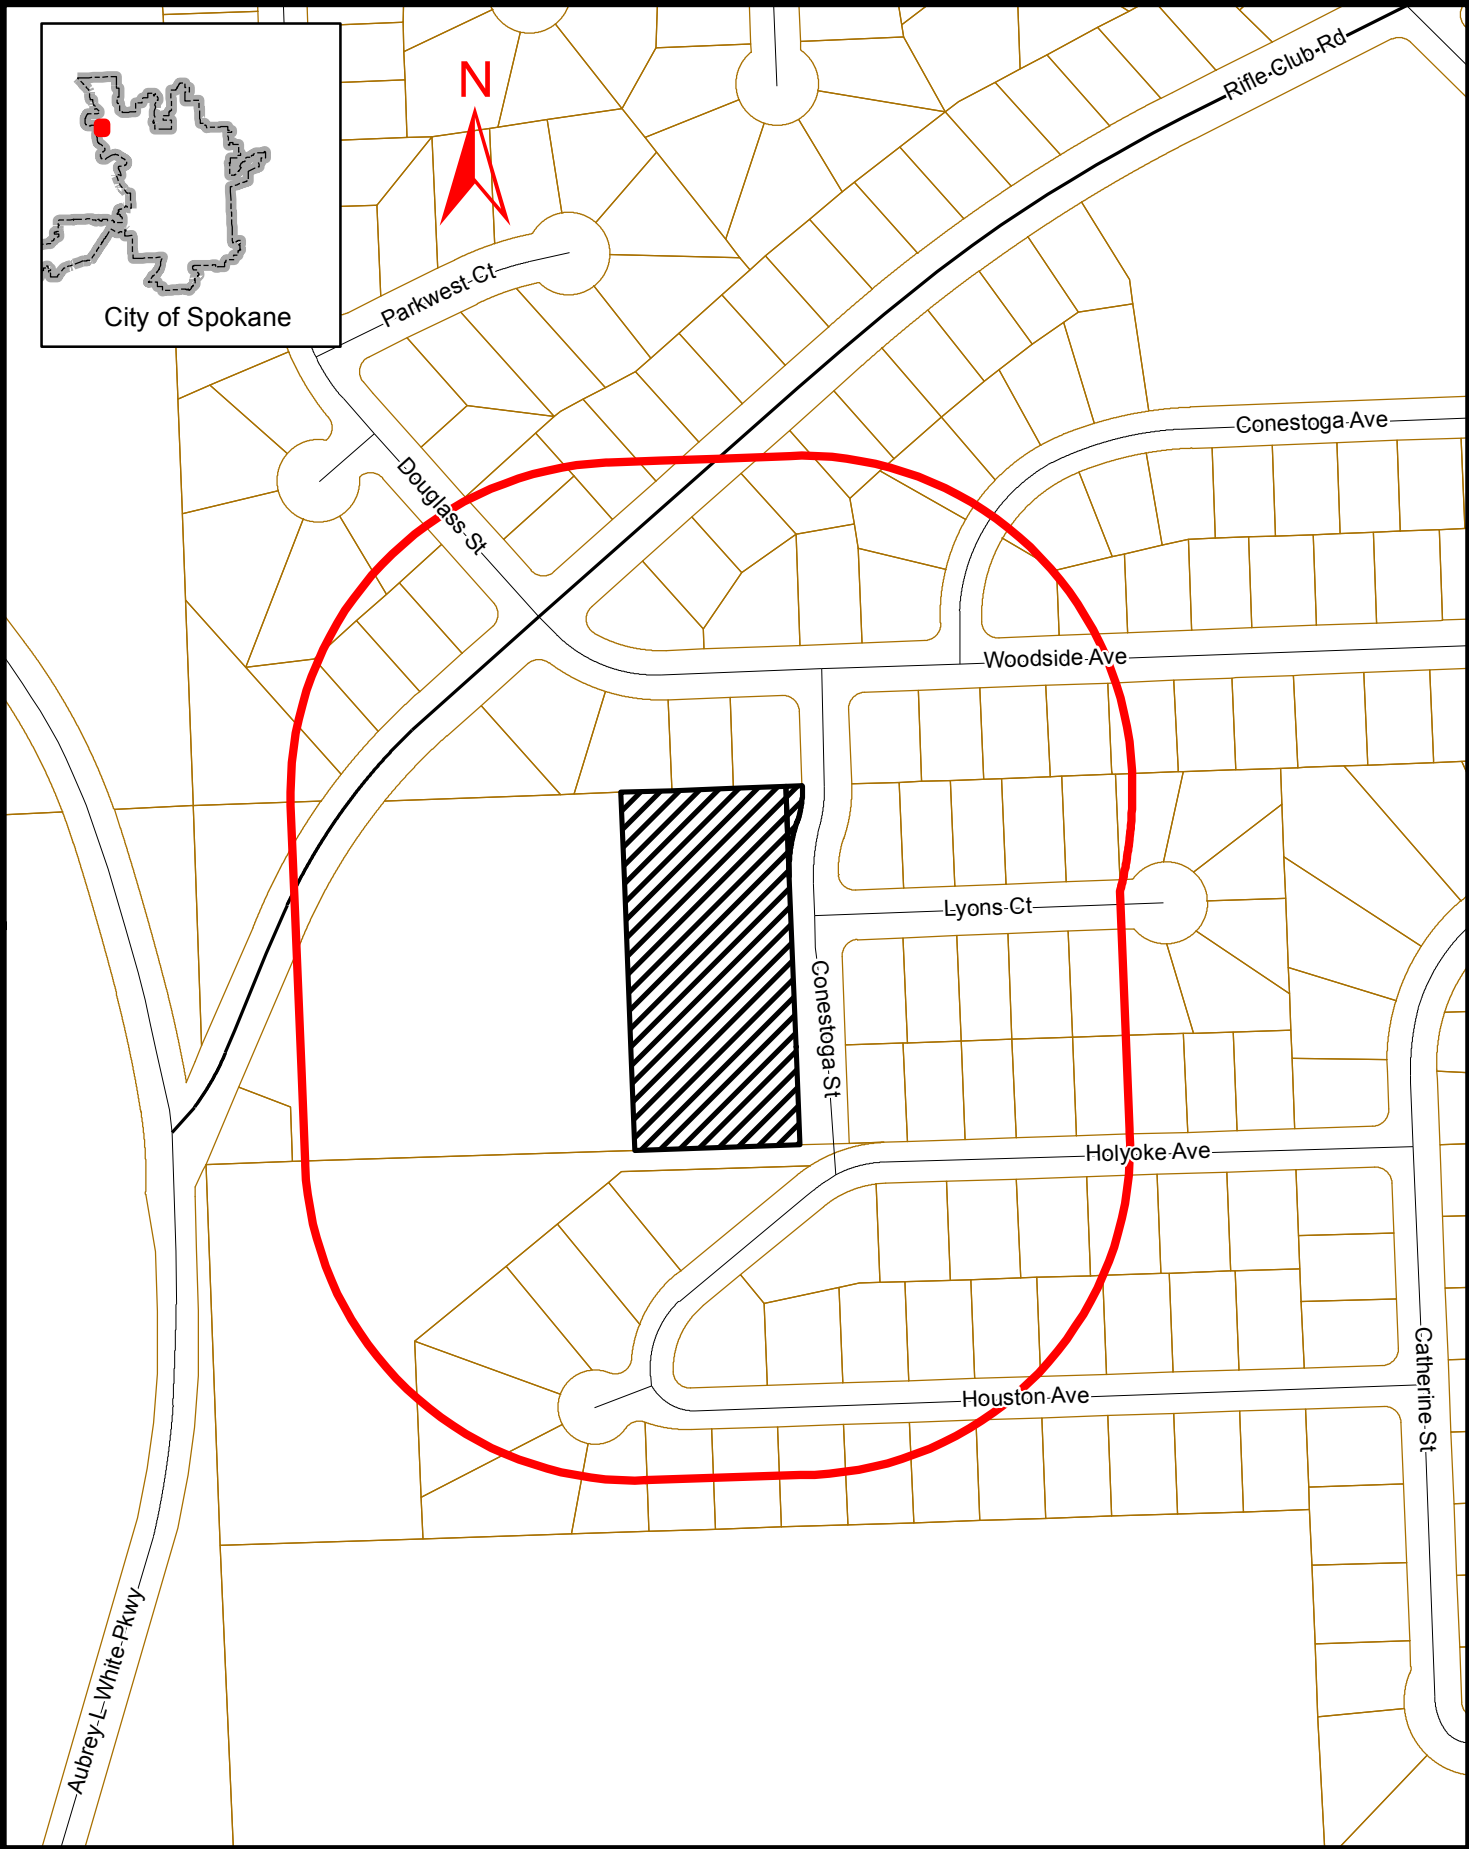 N
Rifle Club Rd
City of Spokane
Parkwest Ct
Conestoga Ave
Douglass St
Woodside Ave
Lyons Ct
Conestoga St
Holyoke Ave
Houston Ave
Catherine St
Aubrey L White Pkwy